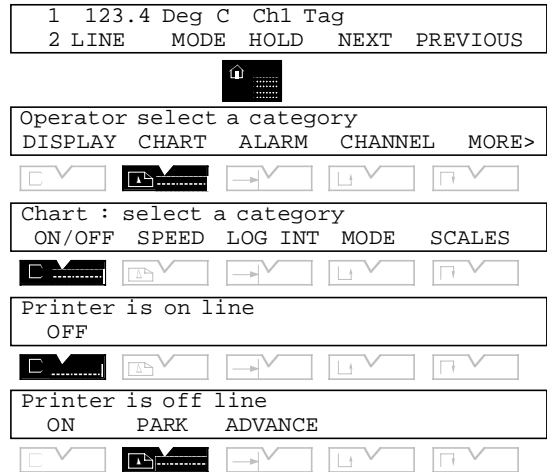 1 123.4 Deg C Ch1 Tag
2 LINE MODE HOLD NEXT PREVIOUS
Operator select a category
DISPLAY CHART ALARM CHANNEL MORE>
Chart : select a category
ON/OFF SPEED LOG INT MODE SCALES
Printer is on line
OFF
Printer is off line
ON PARK ADVANCE